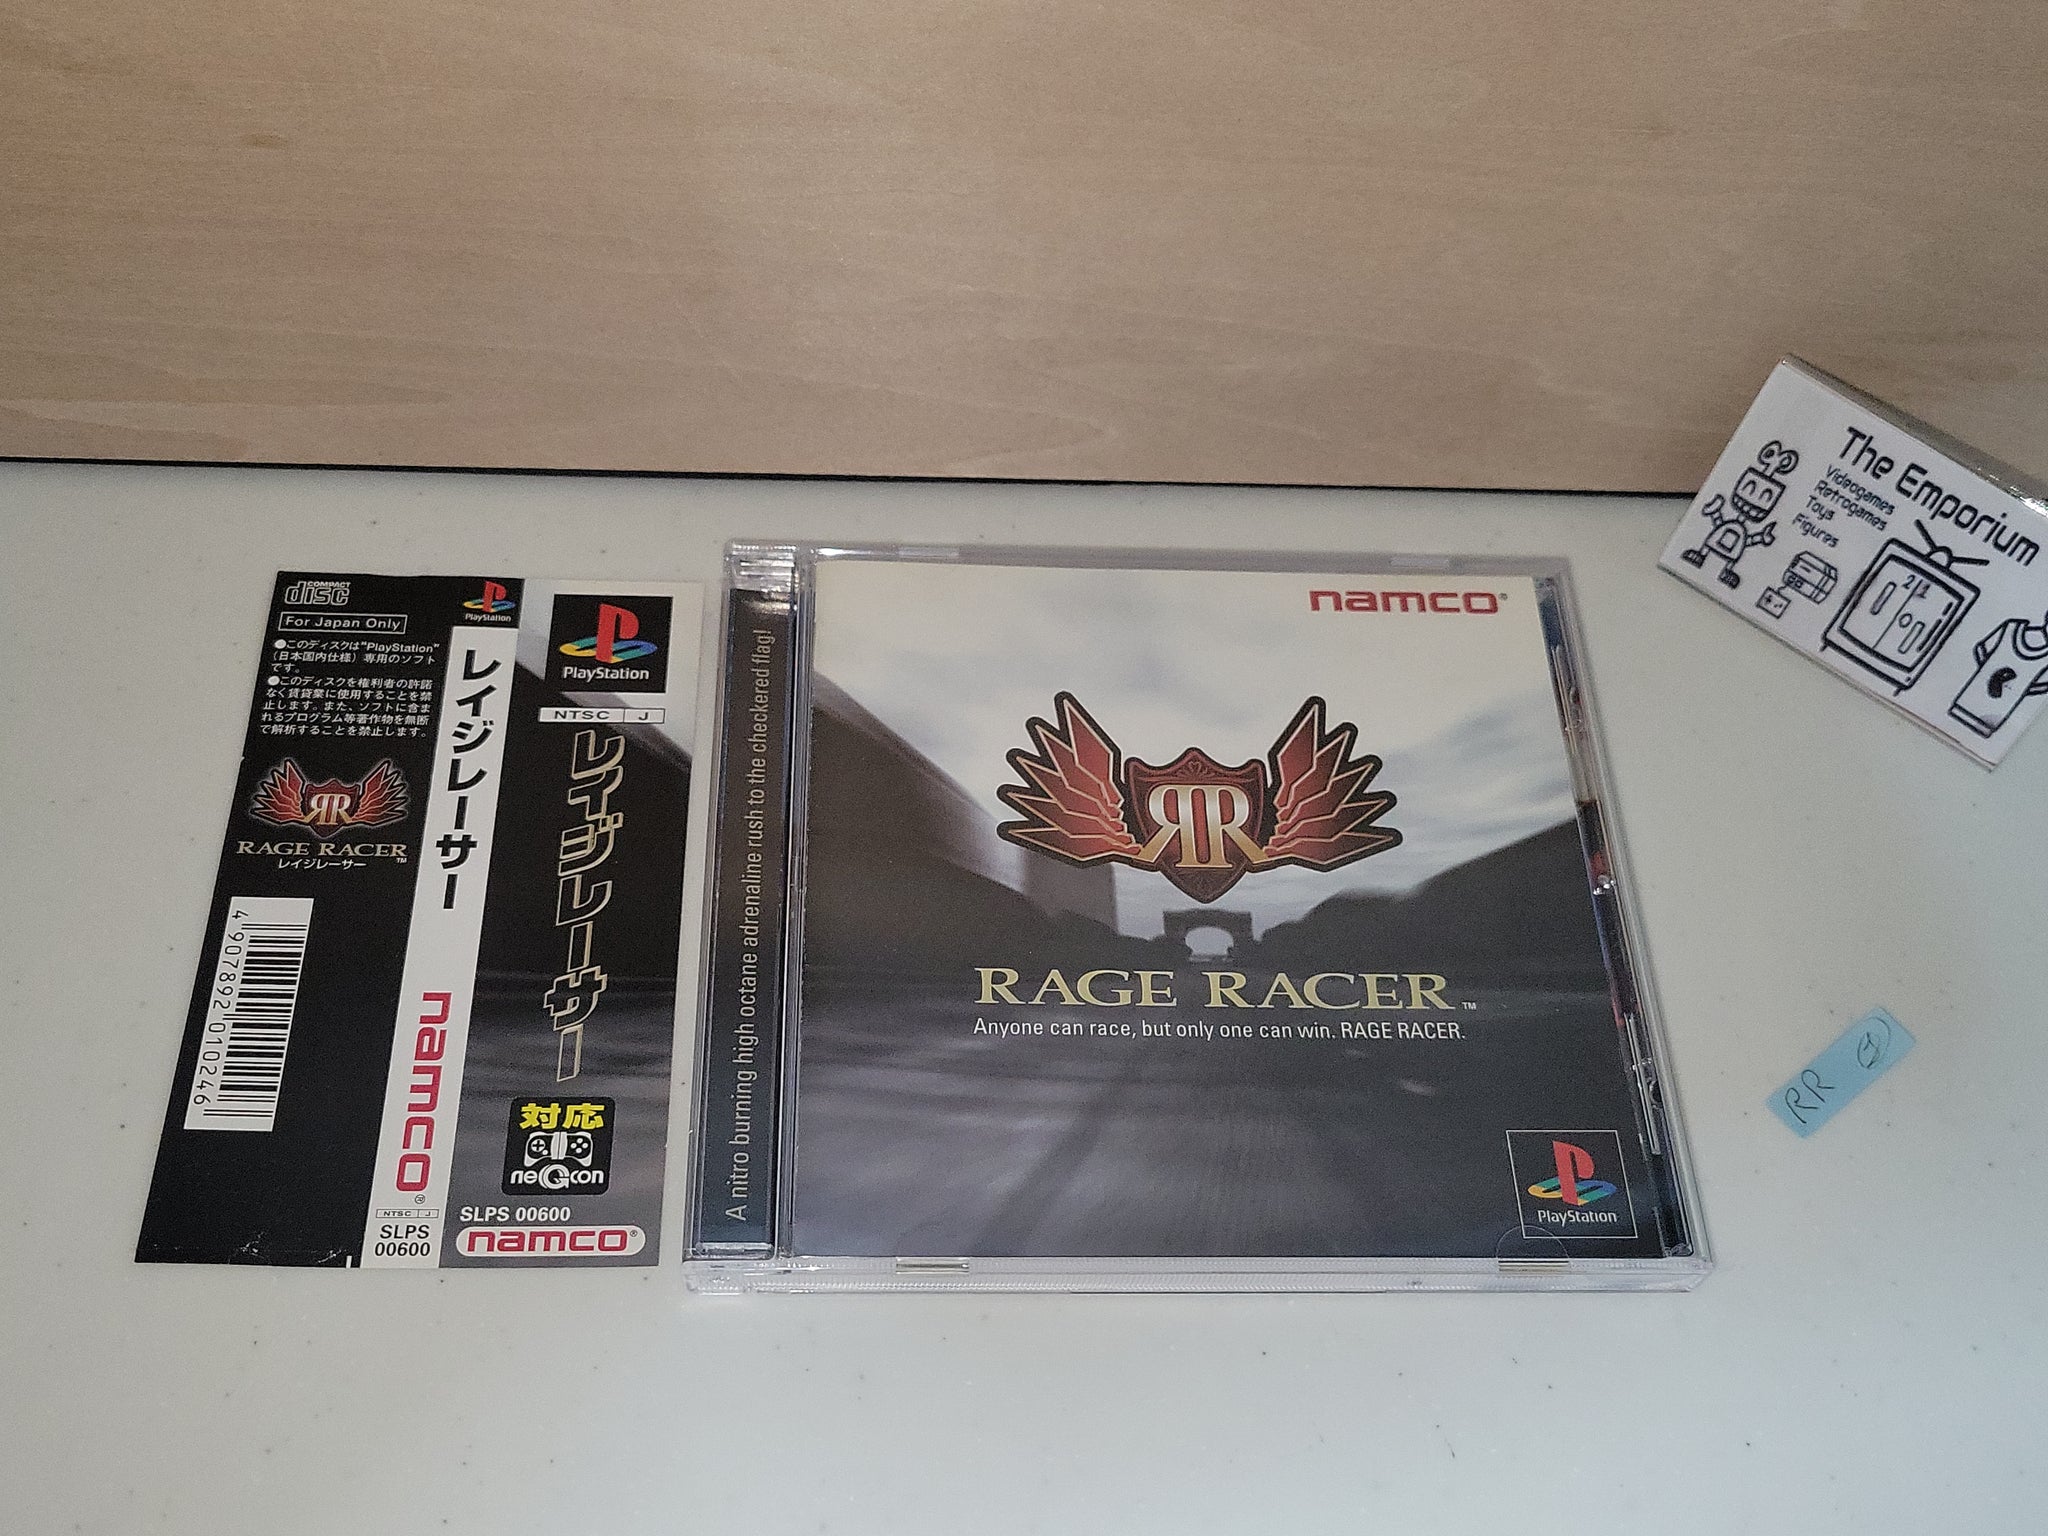 COMPACT
disc
For Japan Only
●このディスクは"PlayStation"
(日本国内仕様)専用のソフト
です。
●このディスクを権利者の許諾
なく賃貸業に使用することを禁
止します。また、ソフトに含ま
れるプログラム等著作物を無断
で解析することを禁止します。
RR
RAGE RACER™
レイジレーサー
4 907892 010246
PlayStation
レイジレーサー
namco®
NTSC J
SLPS
00600
PlayStation
NTSC J
レイジレーサー
対応
neGcon
SLPS 00600
namco®
A nitro burning high octane adrenaline rush to the checkered flag!
namco®
RR
RAGE RACER™
Anyone can race, but only one can win. RAGE RACER.
PlayStation
The Emporium
Videogames
Retrogames
Toys
Figures
RR